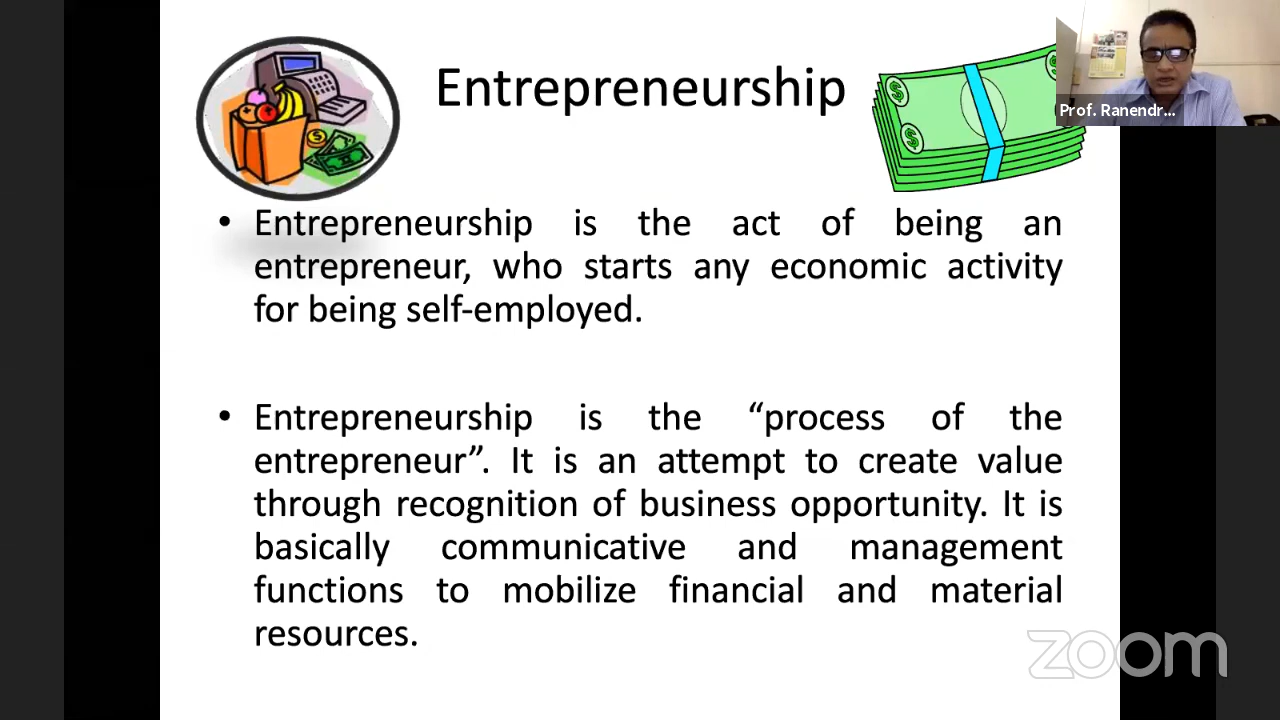 Entrepreneurship
Prof. Ranendr...
• Entrepreneurship is the act of being an
entrepreneur, who starts any economic activity
for being self-employed.
• Entrepreneurship is the “process of the
entrepreneur”. It is an attempt to create value
through recognition of business opportunity. It is
basically communicative and management
functions to mobilize financial and material
resources.
zoom